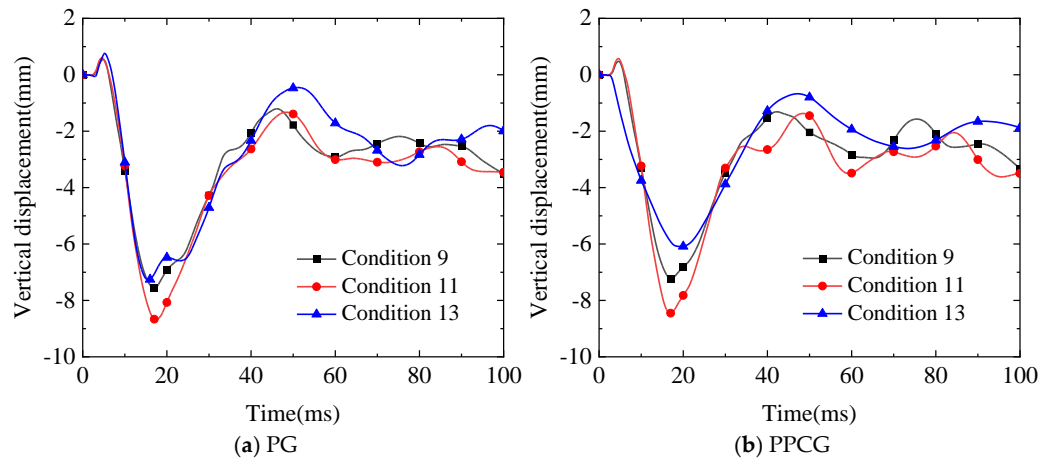 2
0
-2
-4
-6
-8
-10
Vertical displacement(mm)
Condition 9
Condition 11
Condition 13
0 20 40 60 80 100
Time(ms)
(a) PG
2
0
-2
-4
-6
-8
-10
Vertical displacement(mm)
Condition 9
Condition 11
Condition 13
0 20 40 60 80 100
Time(ms)
(b) PPCG